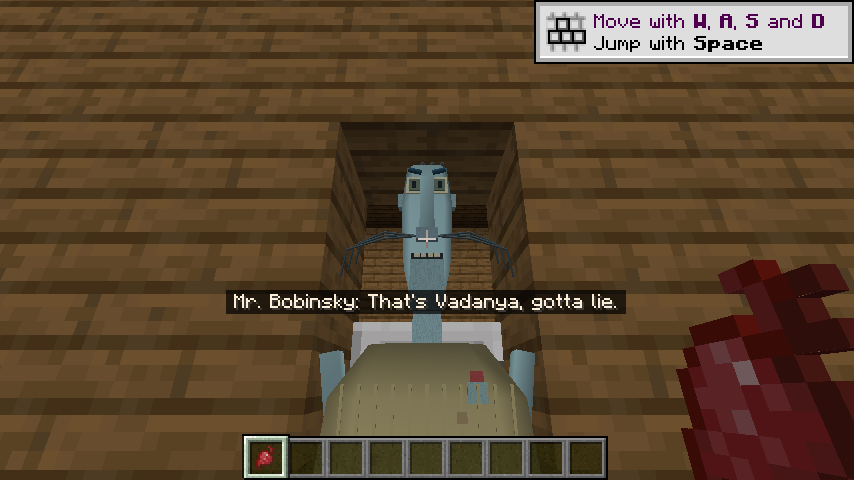 Move with W, A, S and D
Jump with Space
Mr. Bobinsky: That's Vadanya, gotta lie.